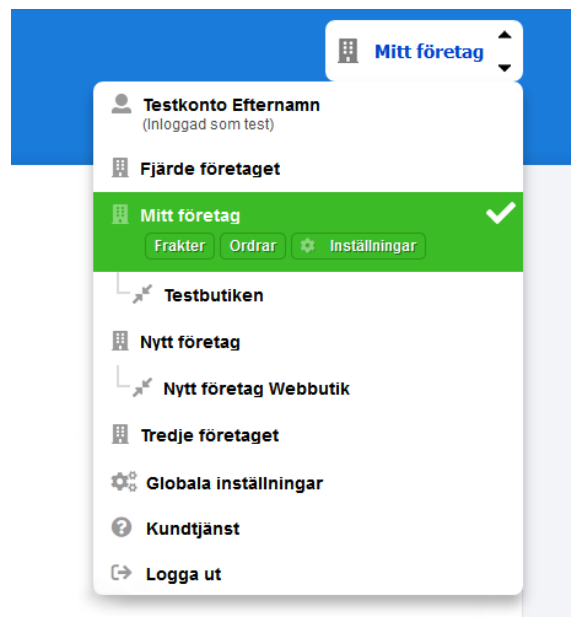 Mitt företag
Testkonto Efternamn
(Inloggad som test)
Fjärde företaget
Mitt företag
Frakter Ordrar Inställningar
Testbutiken
Nytt företag
Nytt företag Webbutik
Tredje företaget
Globala inställningar
Kundtjänst
Logga ut